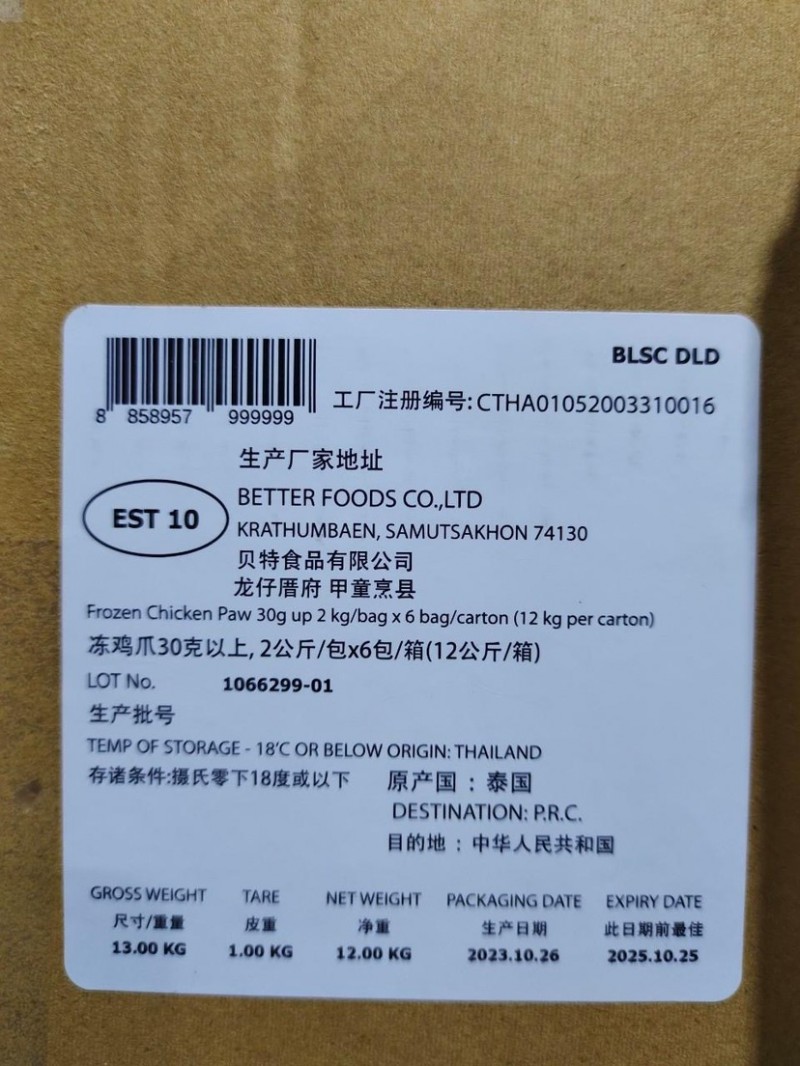 BLSC DLD
8 858957 999999
工厂注册编号:CTHA01052003310016
生产厂家地址
EST 10
BETTER FOODS CO.,LTD
KRATHUMBAEN, SAMUTSAKHON 74130
贝特食品有限公司
龙仔厝府 甲童烹县
Frozen Chicken Paw 30g up 2 kg/bag x 6 bag/carton (12 kg per carton)
冻鸡爪30克以上, 2公斤/包x6包/箱(12公斤/箱)
LOT No. 1066299-01
生产批号
TEMP OF STORAGE - 18'C OR BELOW ORIGIN: THAILAND
存诸条件:摄氏零下18度或以下 原产国 : 泰国
DESTINATION: P.R.C.
目的地 : 中华人民共和国
GROSS WEIGHT TARE NET WEIGHT PACKAGING DATE EXPIRY DATE
尺寸/重量 皮重 净重 生产日期 此日期前最佳
13.00 KG 1.00 KG 12.00 KG 2023.10.26 2025.10.25